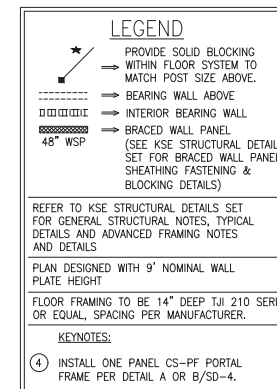 LEGEND
PROVIDE SOLID BLOCKING
WITHIN FLOOR SYSTEM TO
MATCH POST SIZE ABOVE.
BEARING WALL ABOVE
INTERIOR BEARING WALL
BRACED WALL PANEL
48" WSP
(SEE KSE STRUCTURAL DETAIL
SET FOR BRACED WALL PANEL
SHEATHING FASTENING &
BLOCKING DETAILS)
REFER TO KSE STRUCTURAL DETAILS SET
FOR GENERAL STRUCTURAL NOTES, TYPICAL
DETAILS AND ADVANCED FRAMING NOTES
AND DETAILS
PLAN DESIGNED WITH 9' NOMINAL WALL
PLATE HEIGHT
FLOOR FRAMING TO BE 14" DEEP TJI 210 SERI
OR EQUAL, SPACING PER MANUFACTURER.
KEYNOTES:
4 INSTALL ONE PANEL CS-PF PORTAL
FRAME PER DETAIL A OR B/SD-4.